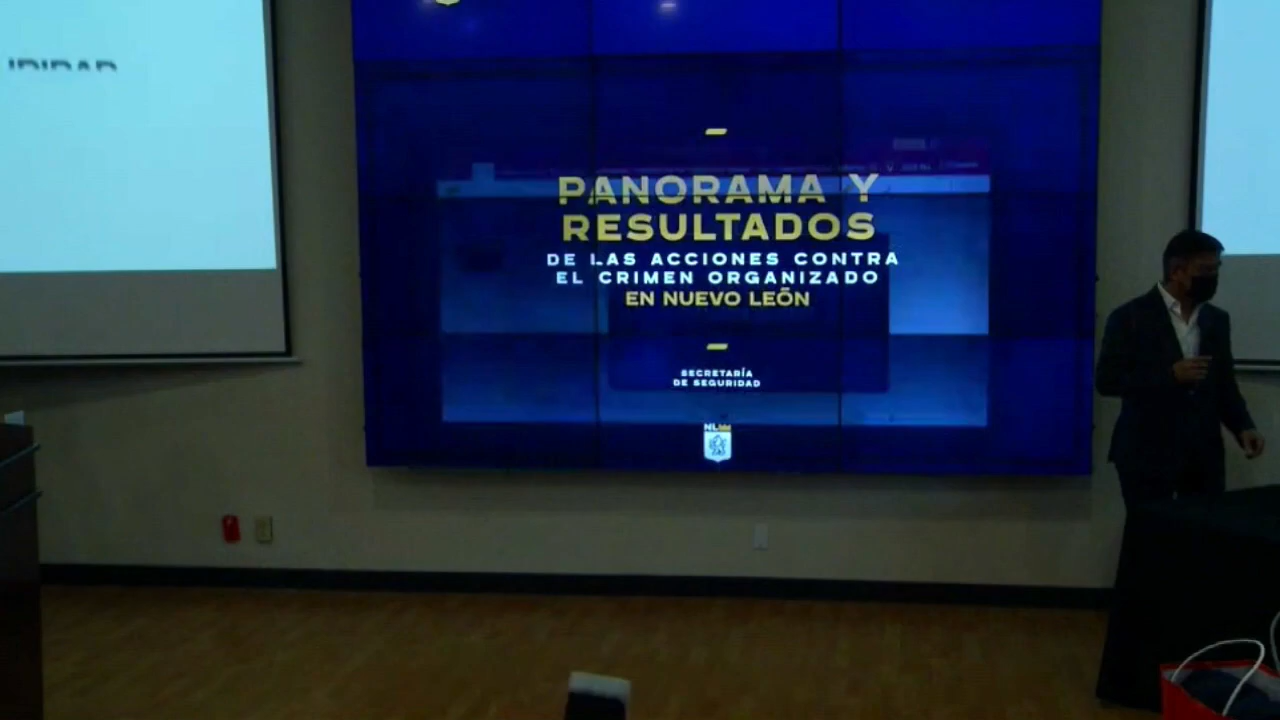 PANORAMA Y
RESULTADOS
DE LAS ACCIONES CONTRA
EL CRIMEN ORGANIZADO
EN NUEVO LEÓN
SECRETARÍA
DE SEGURIDAD
NL